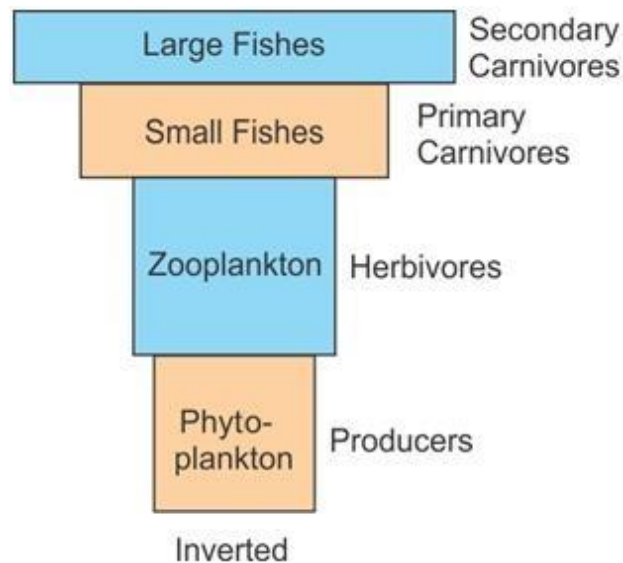 Large Fishes
Secondary
Carnivores
Small Fishes
Primary
Carnivores
Zooplankton
Herbivores
Phyto-
plankton
Producers
Inverted